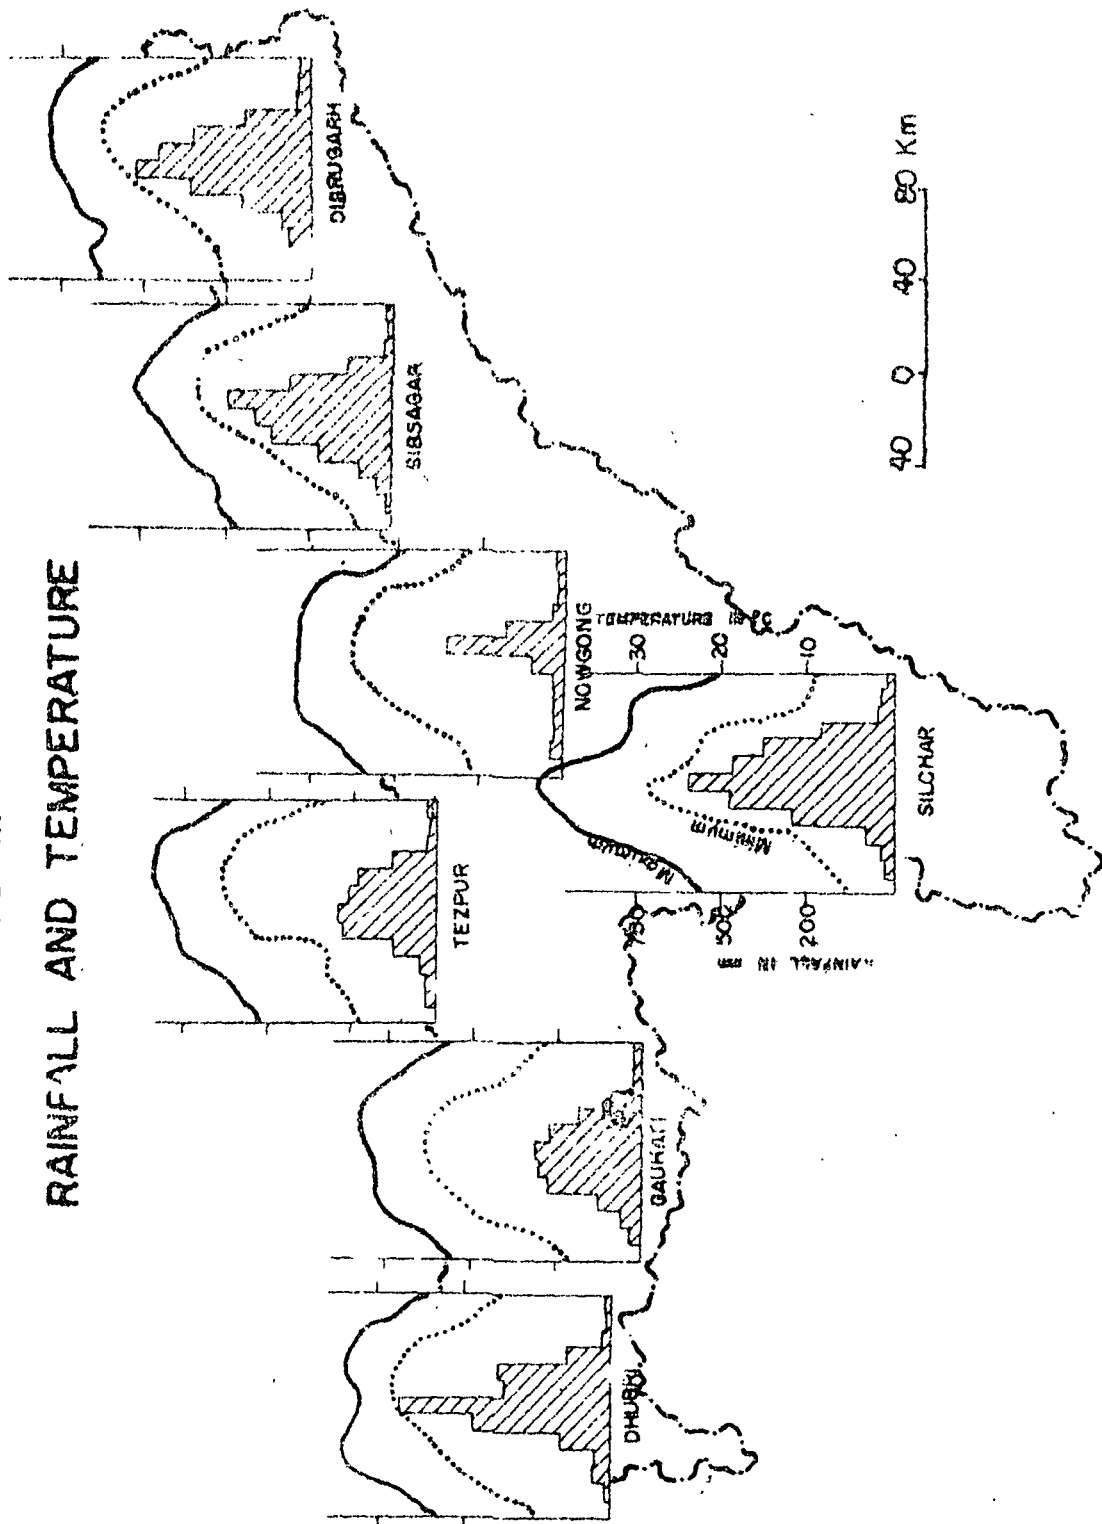 RAINFALL AND TEMPERATURE
DIBRUGARH
SIBSAGAR
NOWGONG
TEZPUR
GAUHATI
DHUBRI
TEMPERATURE IN °C
30
20
10
Maximum
Minimum
750
500
200
RAINFALL IN mm
SILCHAR
40 0 40 80 Km